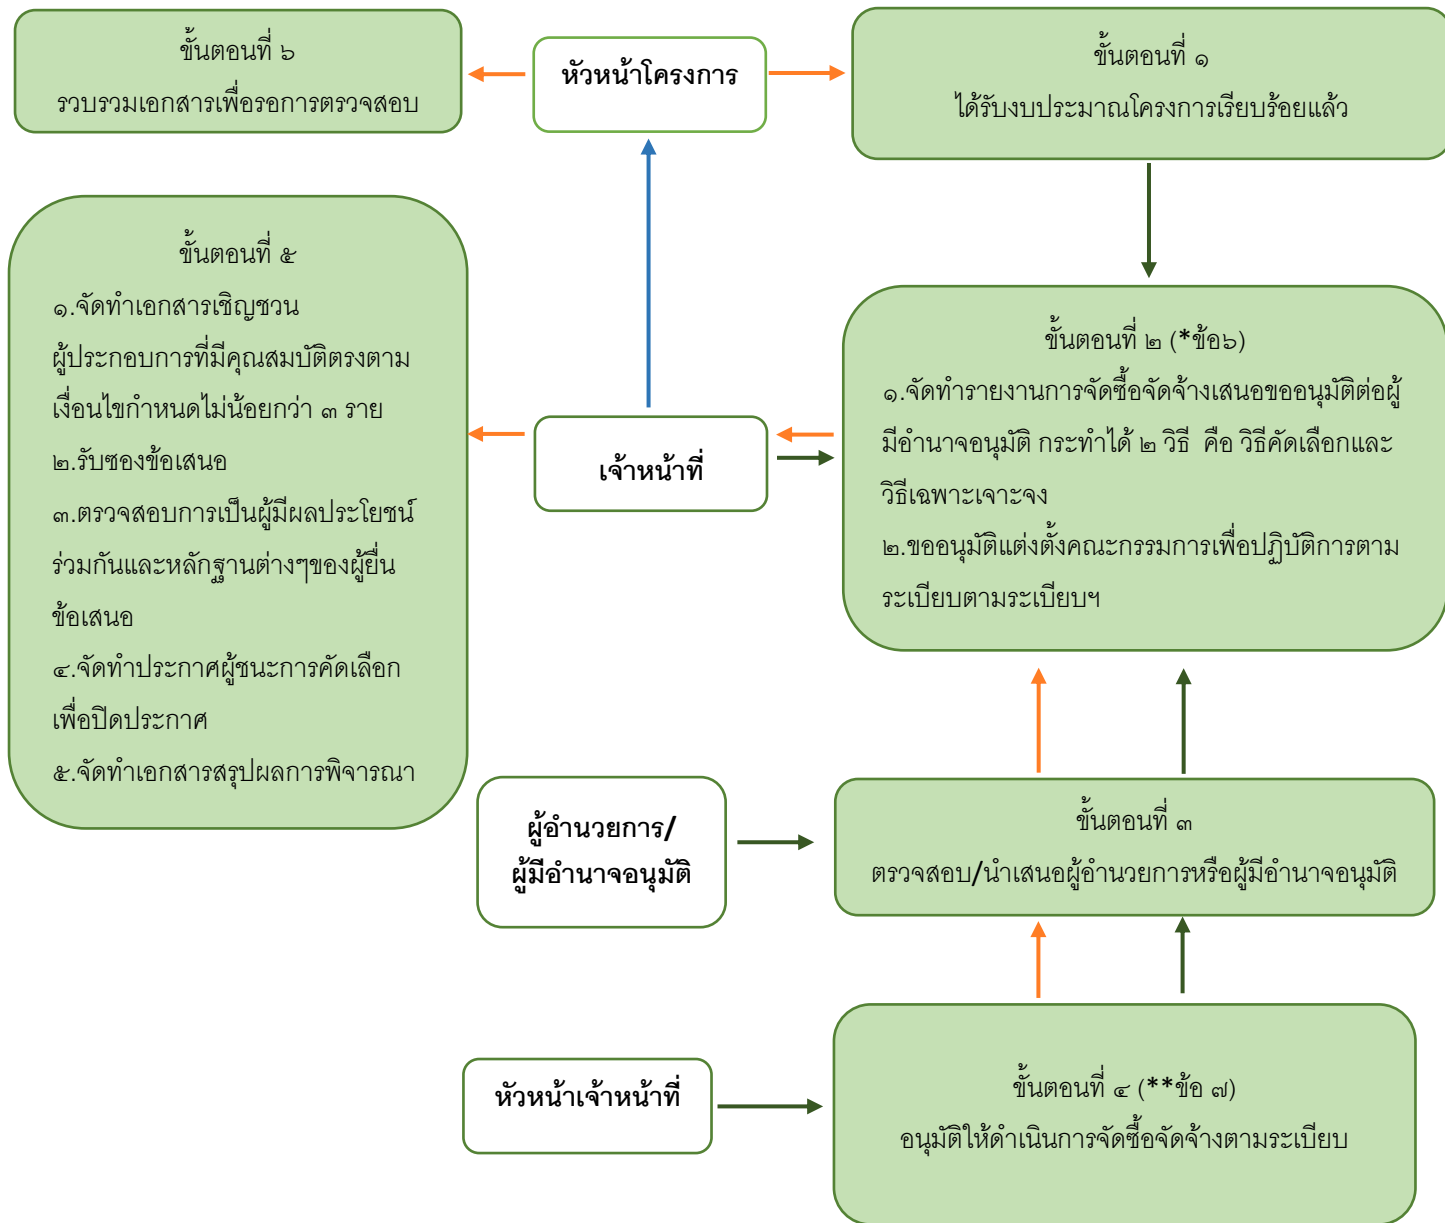 ขั้นตอนที่ ๖
รวบรวมเอกสารเพื่อรอการตรวจสอบ
หัวหน้าโครงการ
ขั้นตอนที่ ๑
ได้รับงบประมาณโครงการเรียบร้อยแล้ว
ขั้นตอนที่ ๕
๑.จัดทำเอกสารเชิญชวน
ผู้ประกอบการที่มีคุณสมบัติตรงตาม
เงื่อนไขกำหนดไม่น้อยกว่า ๓ ราย
๒.รับซองข้อเสนอ
๓.ตรวจสอบการเป็นผู้มีผลประโยชน์
ร่วมกันและหลักฐานต่างๆของผู้ยื่น
ข้อเสนอ
๔.จัดทำประกาศผู้ชนะการคัดเลือก
เพื่อปิดประกาศ
๕.จัดทำเอกสารสรุปผลการพิจารณา
เจ้าหน้าที่
ขั้นตอนที่ ๒ (*ข้อ๖)
๑.จัดทำรายงานการจัดซื้อจัดจ้างเสนอขออนุมัติต่อผู้
มีอำนาจอนุมัติ กระทำได้ ๒ วิธี คือ วิธีคัดเลือกและ
วิธีเฉพาะเจาะจง
๒.ขออนุมัติแต่งตั้งคณะกรรมการเพื่อปฏิบัติการตาม
ระเบียบตามระเบียบฯ
ผู้อำนวยการ/
ผู้มีอำนาจอนุมัติ
ขั้นตอนที่ ๓
ตรวจสอบ/นำเสนอผู้อำนวยการหรือผู้มีอำนาจอนุมัติ
หัวหน้าเจ้าหน้าที่
ขั้นตอนที่ ๔ (**ข้อ ๗)
อนุมัติให้ดำเนินการจัดซื้อจัดจ้างตามระเบียบ